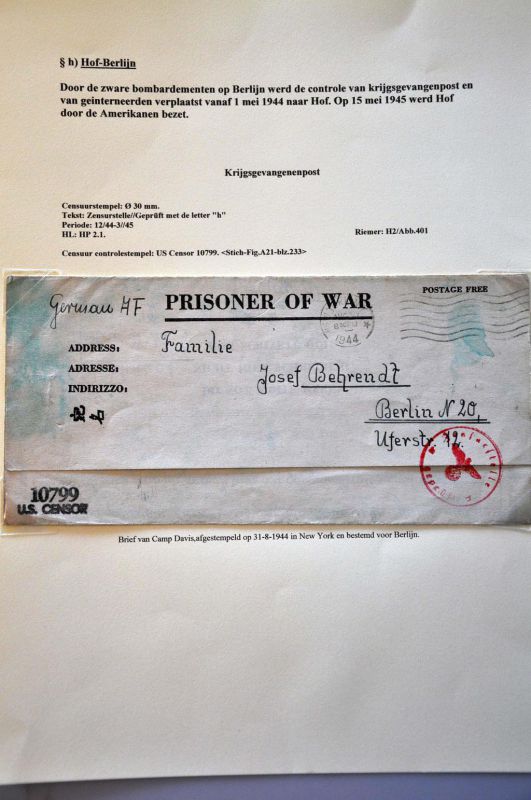 § h) Hof-Berlijn
Door de zware bombardementen op Berlijn werd de controle van krijgsgevangenpost en
van geinterneerden verplaatst vanaf 1 mei 1944 naar Hof. Op 15 mei 1945 werd Hof
door de Amerikanen bezet.
Krijgsgevangenenpost
Censuurstempel: Ø 30 mm.
Tekst: Zensurstelle//Geprüft met de letter "h"
Periode: 12/44-3//45
HL: HP 2.1.
Riemer: H2/Abb.401
Censuur controlestempel: US Censor 10799. <Stich-Fig.A21-blz.233>
German AF
PRISONER OF WAR
POSTAGE FREE
1944
ADDRESS:
Familie
ADRESSE:
Josef Behrendt
INDIRIZZO:
Berlin N 20,
Uferstr. 12.
10799
U.S. CENSOR
Brief van Camp Davis,afgestempeld op 31-8-1944 in New York en bestemd voor Berlijn.